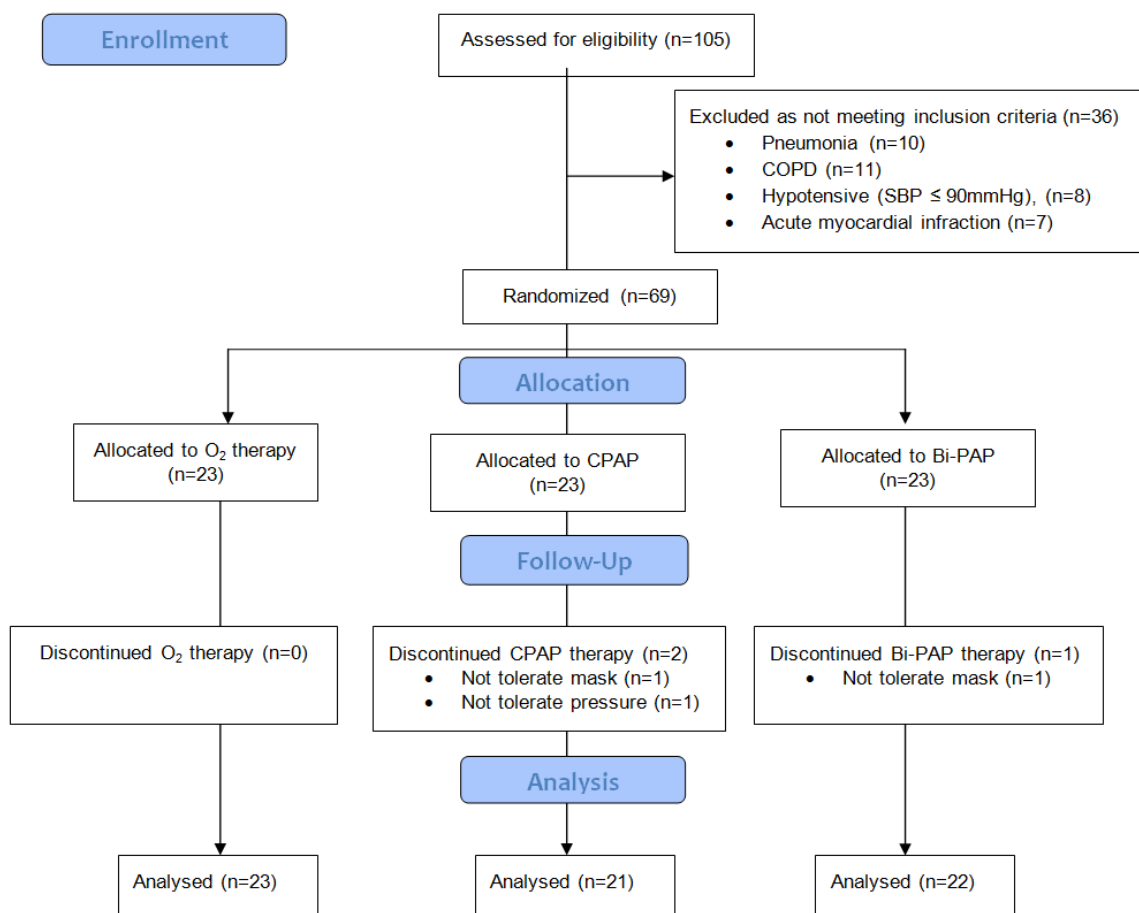 Enrollment
Assessed for eligibility (n=105)
Excluded as not meeting inclusion criteria (n=36)
• Pneumonia (n=10)
• COPD (n=11)
• Hypotensive (SBP ≤ 90mmHg), (n=8)
• Acute myocardial infraction (n=7)
Randomized (n=69)
Allocation
Allocated to O₂ therapy
(n=23)
Allocated to CPAP
(n=23)
Allocated to Bi-PAP
(n=23)
Follow-Up
Discontinued O₂ therapy (n=0)
Discontinued CPAP therapy (n=2)
• Not tolerate mask (n=1)
• Not tolerate pressure (n=1)
Discontinued Bi-PAP therapy (n=1)
• Not tolerate mask (n=1)
Analysis
Analysed (n=23)
Analysed (n=21)
Analysed (n=22)